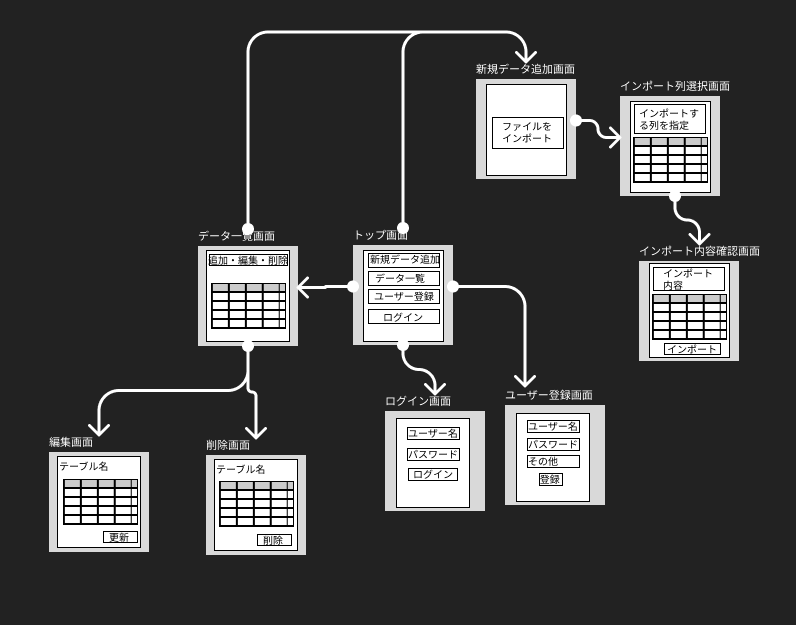 新規データ追加画面
ファイルを
インポート
インポート列選択画面
インポートす
る列を指定
データ一覧画面
追加・編集・削除
トップ画面
新規データ追加
データ一覧
ユーザー登録
ログイン
インポート内容確認画面
インポート
内容
インポート
編集画面
テーブル名
更新
削除画面
テーブル名
削除
ログイン画面
ユーザー名
パスワード
ログイン
ユーザー登録画面
ユーザー名
パスワード
その他
登録